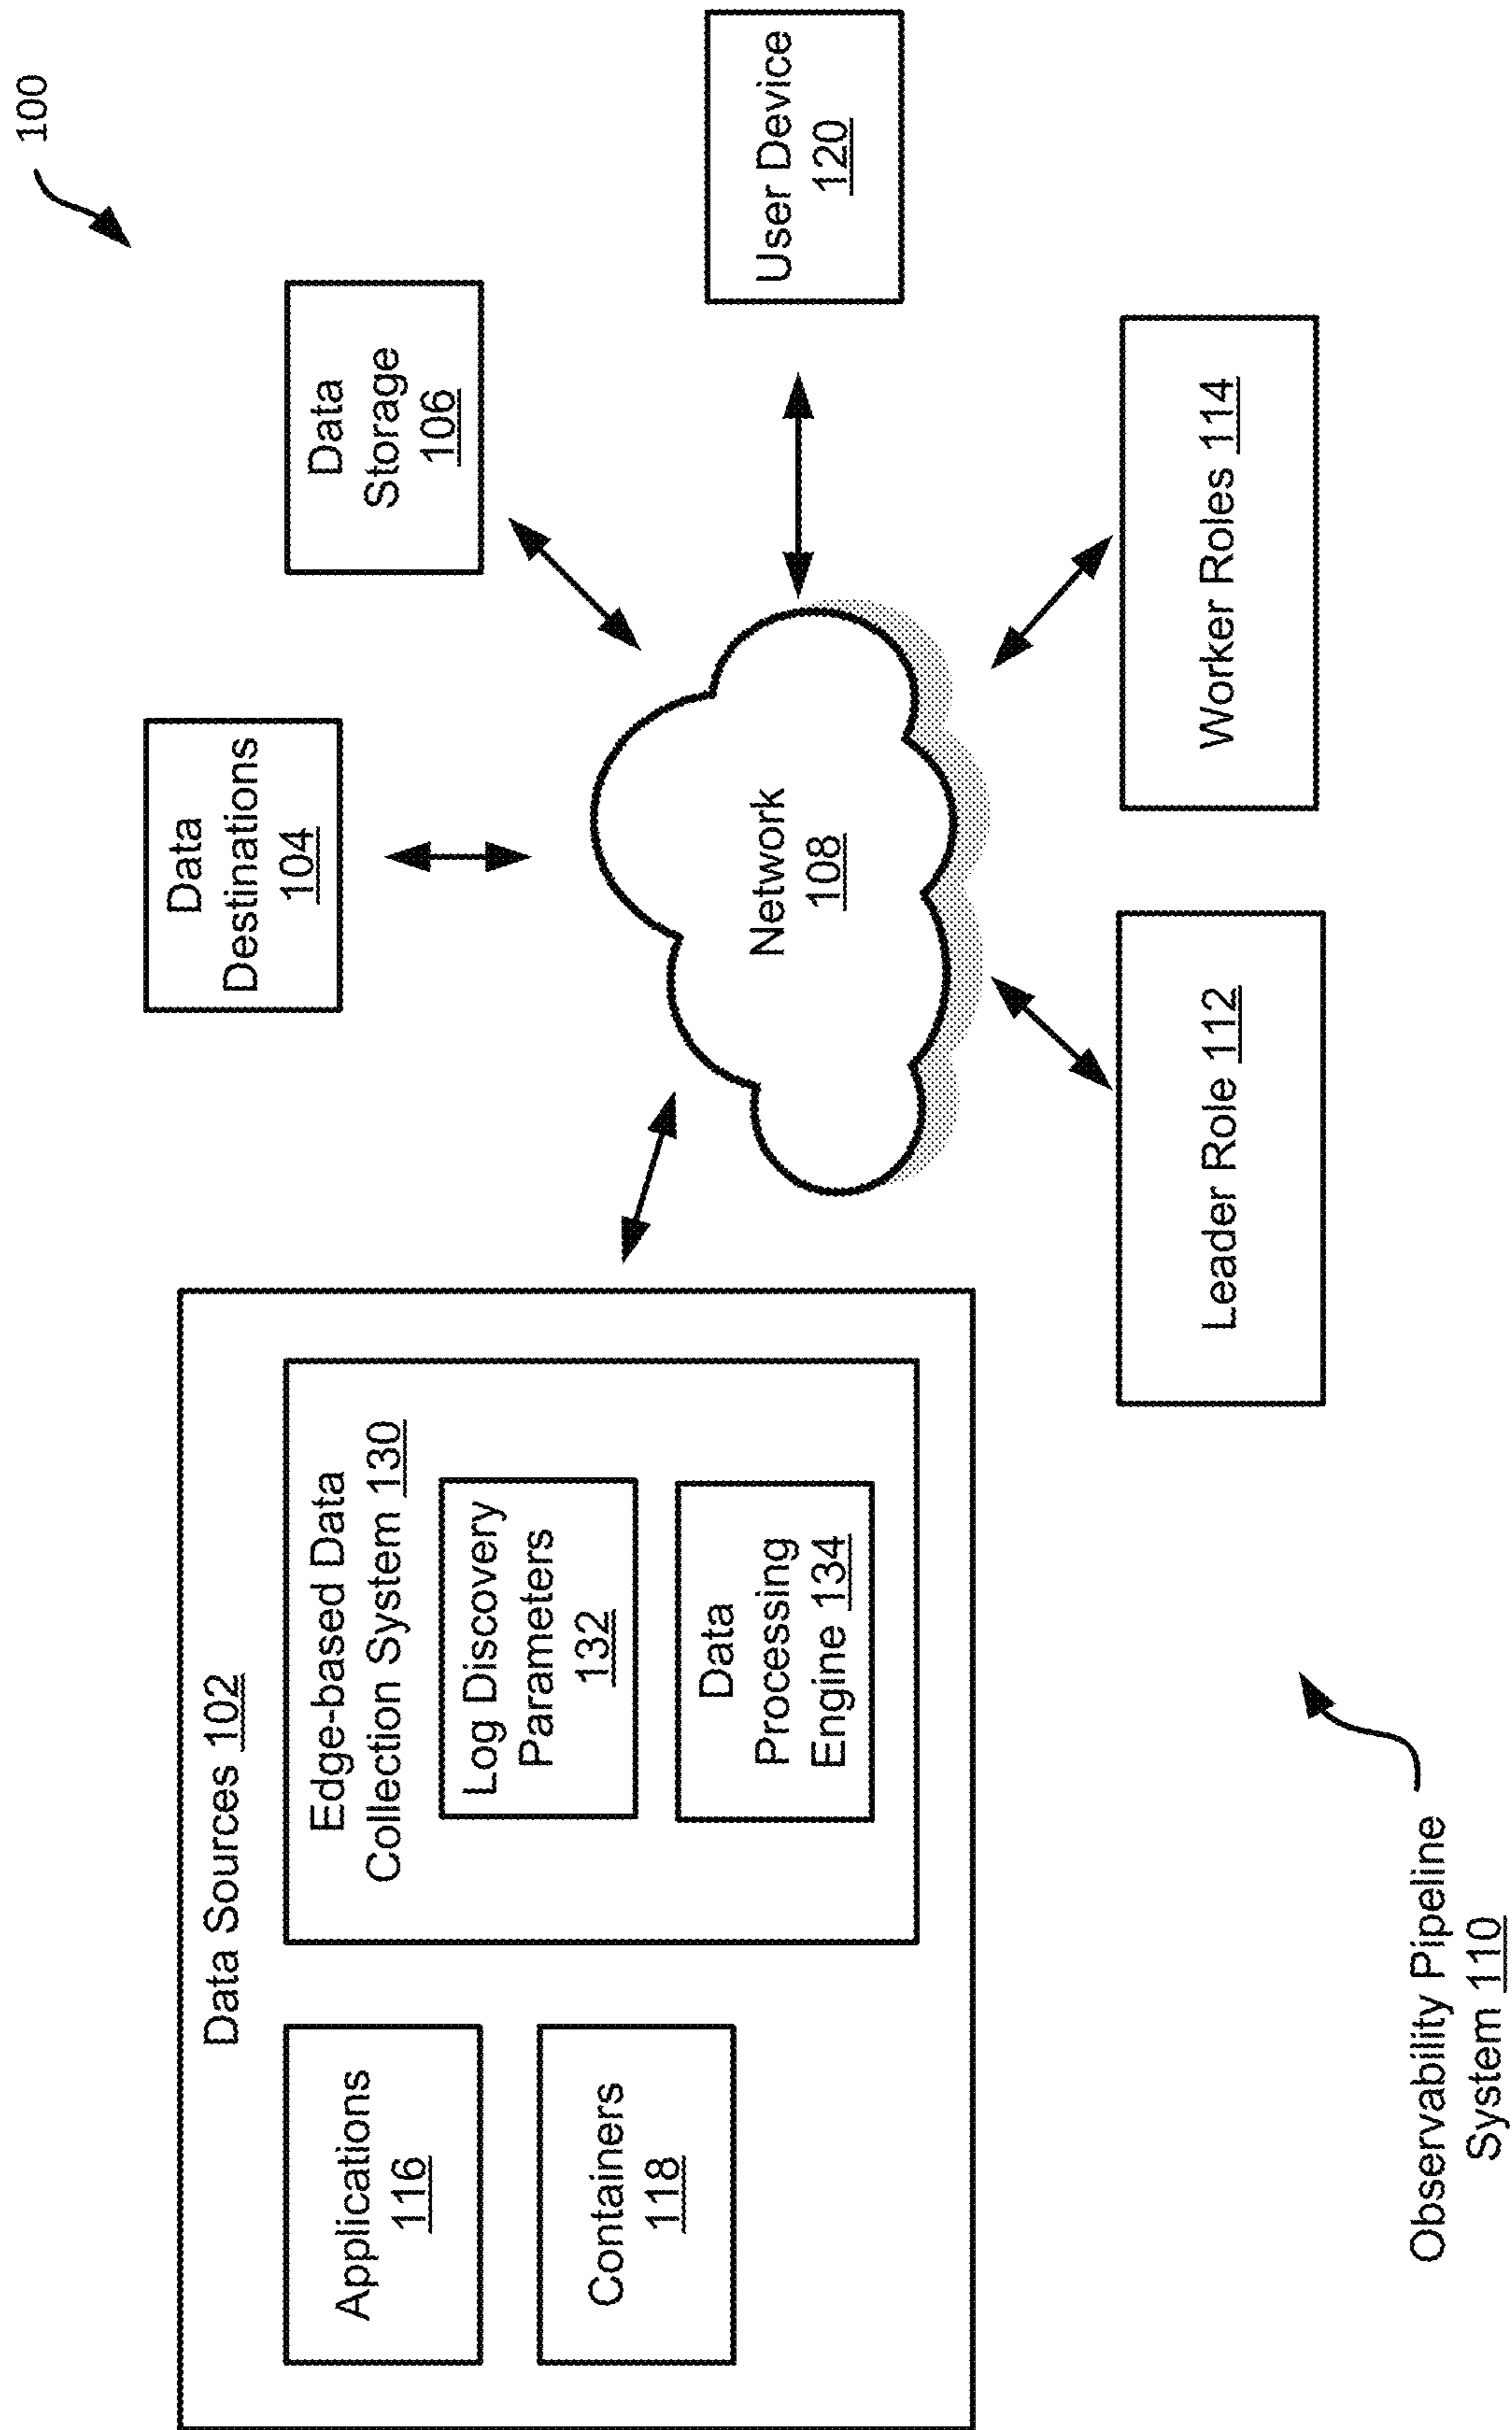 100
Data Sources 102
Applications
116
Containers
118
Edge-based Data
Collection System 130
Log Discovery
Parameters
132
Data
Processing
Engine 134
Data
Destinations
104
Data
Storage
106
Network
108
User Device
120
Leader Role 112
Worker Roles 114
Observability Pipeline
System 110